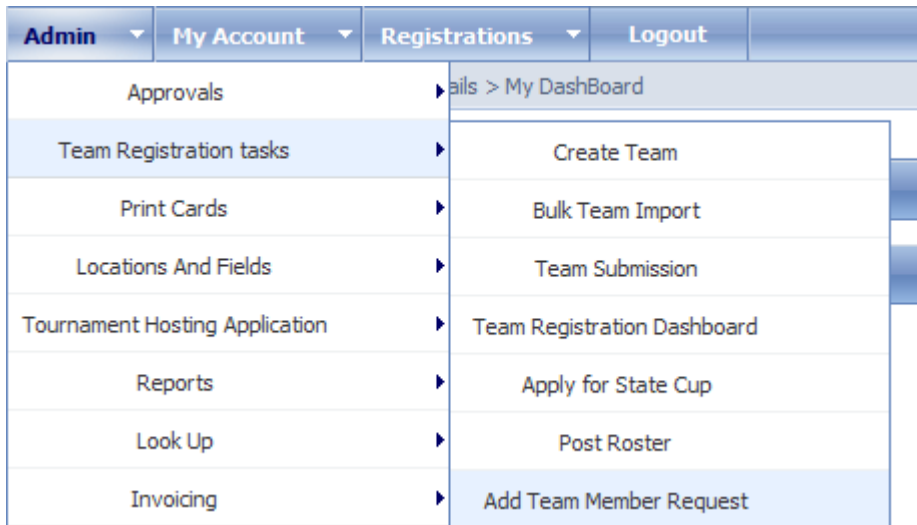 Admin My Account Registrations Logout
ails > My DashBoard
Approvals
Team Registration tasks
Print Cards
Locations And Fields
Tournament Hosting Application
Reports
Look Up
Invoicing
Create Team
Bulk Team Import
Team Submission
Team Registration Dashboard
Apply for State Cup
Post Roster
Add Team Member Request